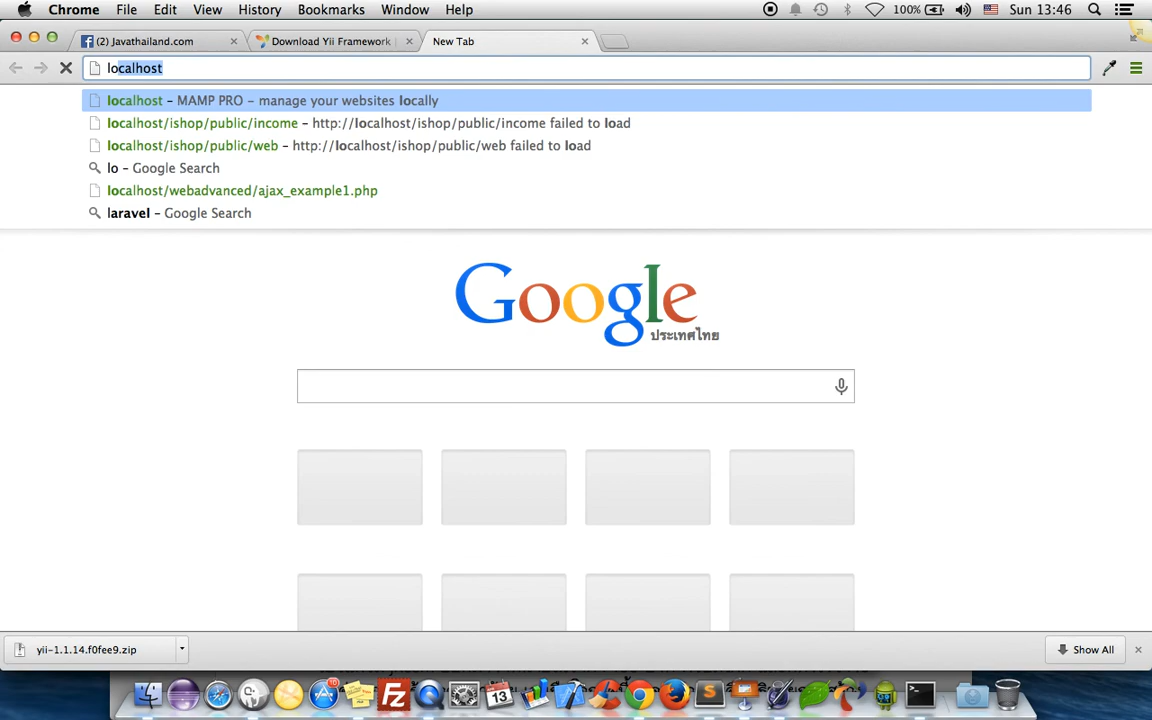 Chrome File Edit View History Bookmarks Window Help 100% Sun 13:46
(2) Javathailand.com Download Yii Framework New Tab
localhost
localhost – MAMP PRO – manage your websites locally
localhost/ishop/public/income – http://localhost/ishop/public/income failed to load
localhost/ishop/public/web – http://localhost/ishop/public/web failed to load
lo – Google Search
localhost/webadvanced/ajax_example1.php
laravel – Google Search
Google
ประเทศไทย
yii-1.1.14.f0fee9.zip Show All
13